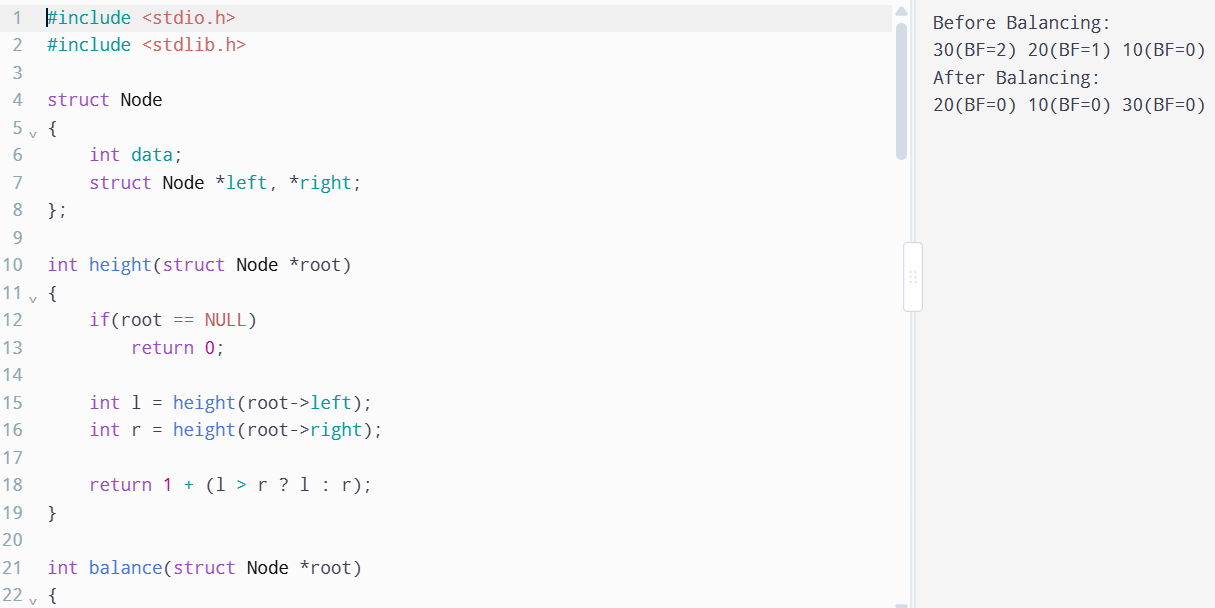 1 #include <stdio.h>
2 #include <stdlib.h>
3
4 struct Node
5 {
6     int data;
7     struct Node *left, *right;
8 };
9
10 int height(struct Node *root)
11 {
12     if(root == NULL)
13         return 0;
14
15     int l = height(root->left);
16     int r = height(root->right);
17
18     return 1 + (l > r ? l : r);
19 }
20
21 int balance(struct Node *root)
22 {
Before Balancing:
30(BF=2) 20(BF=1) 10(BF=0)
After Balancing:
20(BF=0) 10(BF=0) 30(BF=0)